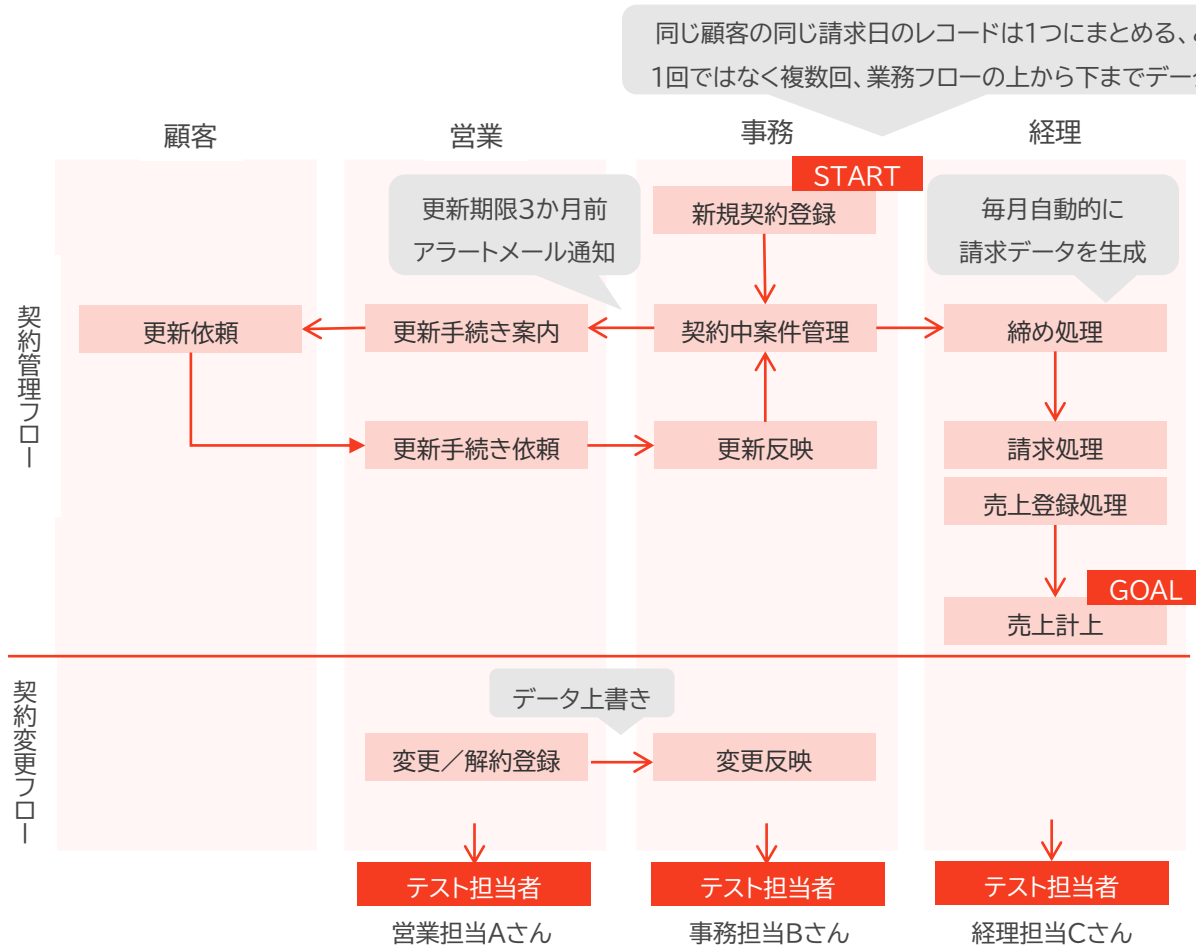 同じ顧客の同じ請求日のレコードは1つにまとめる、
1回ではなく複数回、業務フローの上から下までデー
顧客
営業
事務
経理
START
更新期限3か月前
アラートメール通知
新規契約登録
毎月自動的に
請求データを生成
契約管理フロー
更新依頼
更新手続き案内
契約中案件管理
締め処理
更新手続き依頼
更新反映
請求処理
売上登録処理
GOAL
売上計上
契約変更フロー
データ上書き
変更／解約登録
変更反映
テスト担当者
テスト担当者
テスト担当者
営業担当Aさん
事務担当Bさん
経理担当Cさん